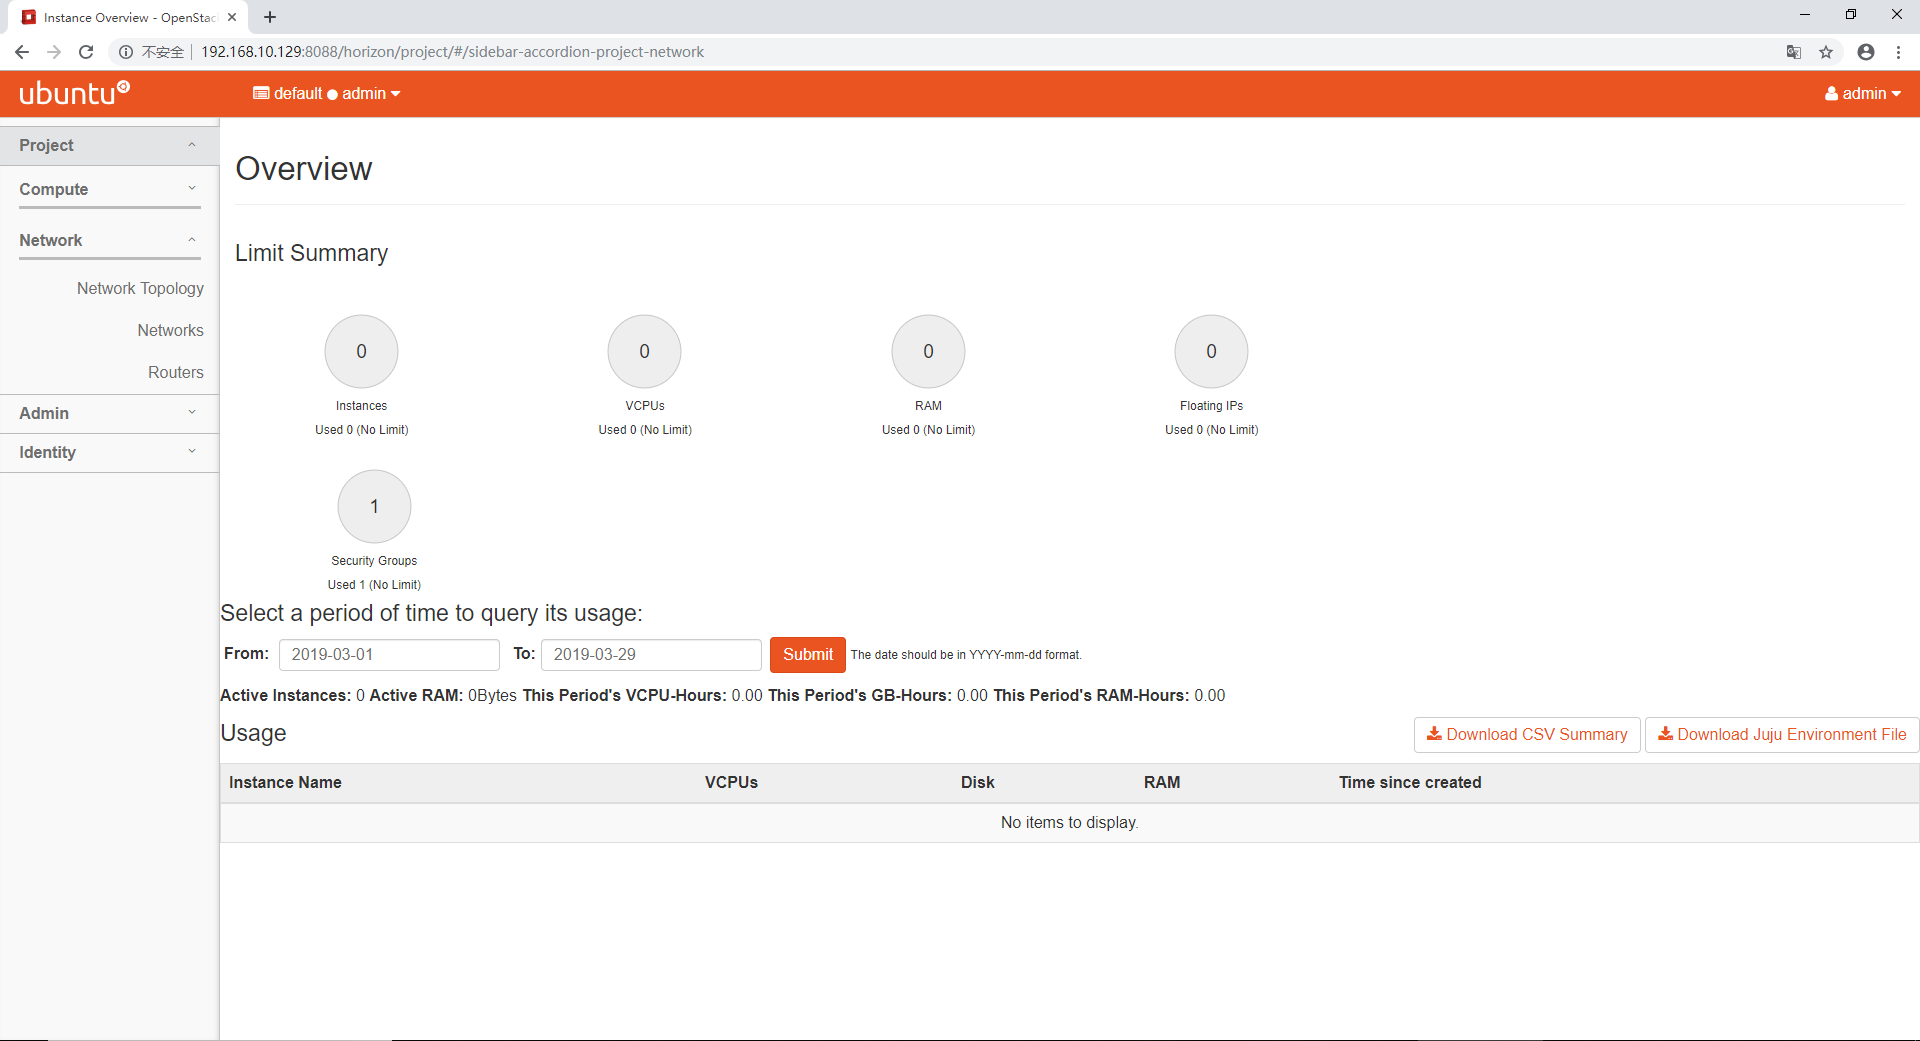 Instance Overview - OpenStac
不安全 192.168.10.129:8088/horizon/project/#/sidebar-accordion-project-network
ubuntu
default ● admin
admin
Project
Compute
Network
Network Topology
Networks
Routers
Admin
Identity
Overview
Limit Summary
0 0 0 0
Instances VCPUs RAM Floating IPs
Used 0 (No Limit) Used 0 (No Limit) Used 0 (No Limit) Used 0 (No Limit)
1
Security Groups
Used 1 (No Limit)
Select a period of time to query its usage:
From: 2019-03-01 To: 2019-03-29 Submit The date should be in YYYY-mm-dd format.
Active Instances: 0 Active RAM: 0Bytes This Period's VCPU-Hours: 0.00 This Period's GB-Hours: 0.00 This Period's RAM-Hours: 0.00
Usage Download CSV Summary Download Juju Environment File
Instance Name VCPUs Disk RAM Time since created
No items to display.